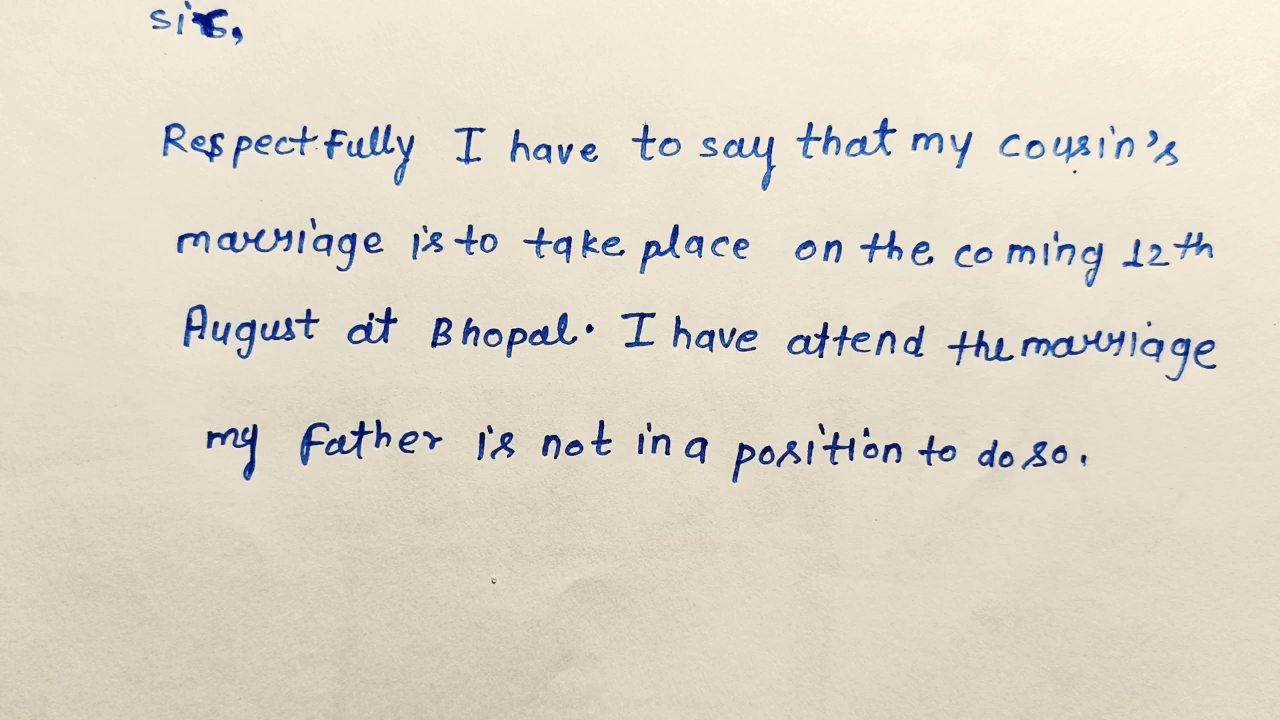 sir,
Respectfully I have to say that my cousin's
marriage is to take place on the coming 12th
August at Bhopal. I have attend the marriage
my Father is not in a position to do so.